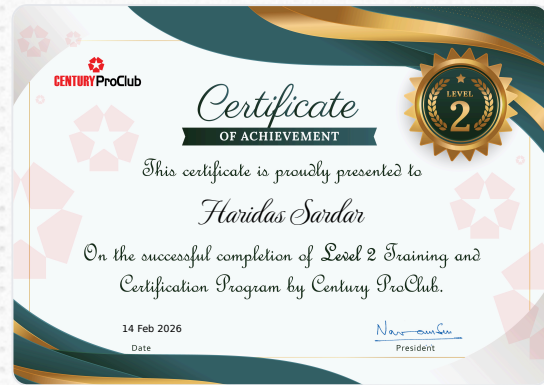 CENTURY ProClub
Certificate
OF ACHIEVEMENT
LEVEL
2
This certificate is proudly presented to
Haridas Sardar
On the successful completion of Level 2 Training and
Certification Program by Century ProClub.
14 Feb 2026
Date
President